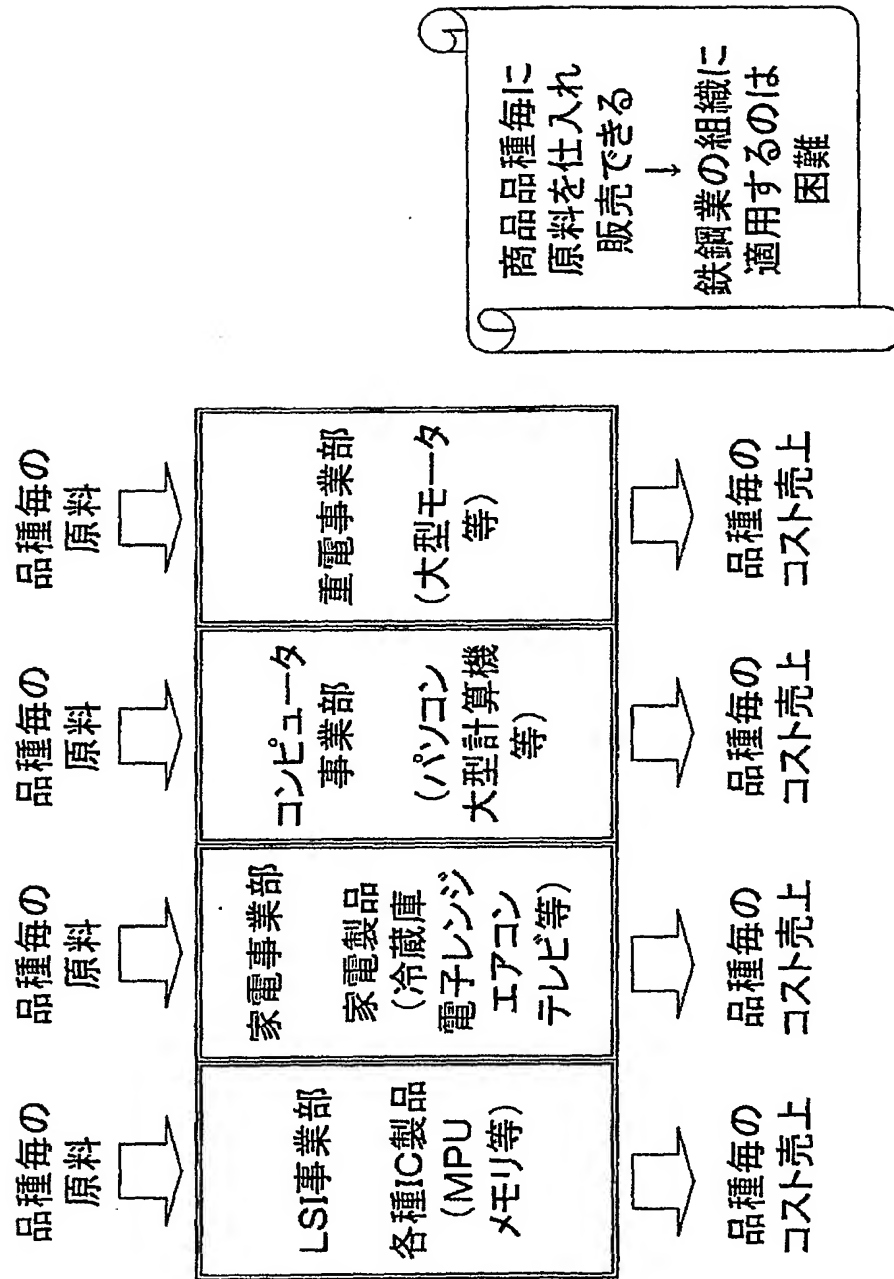 品種毎の
原料
品種毎の
原料
品種毎の
原料
品種毎の
原料
LSI事業部
各種IC製品
(MPU
メモリ等)
家電事業部
家電製品
(冷蔵庫
電子レンジ
エアコン
テレビ等)
コンピュータ
事業部
(パソコン
大型計算機
等)
重電事業部
(大型モータ
等)
品種毎の
コスト売上
品種毎の
コスト売上
品種毎の
コスト売上
品種毎の
コスト売上
商品品種毎に
原料を仕入れ
販売できる
↓
鉄鋼業の組織に
適用するのは
困難